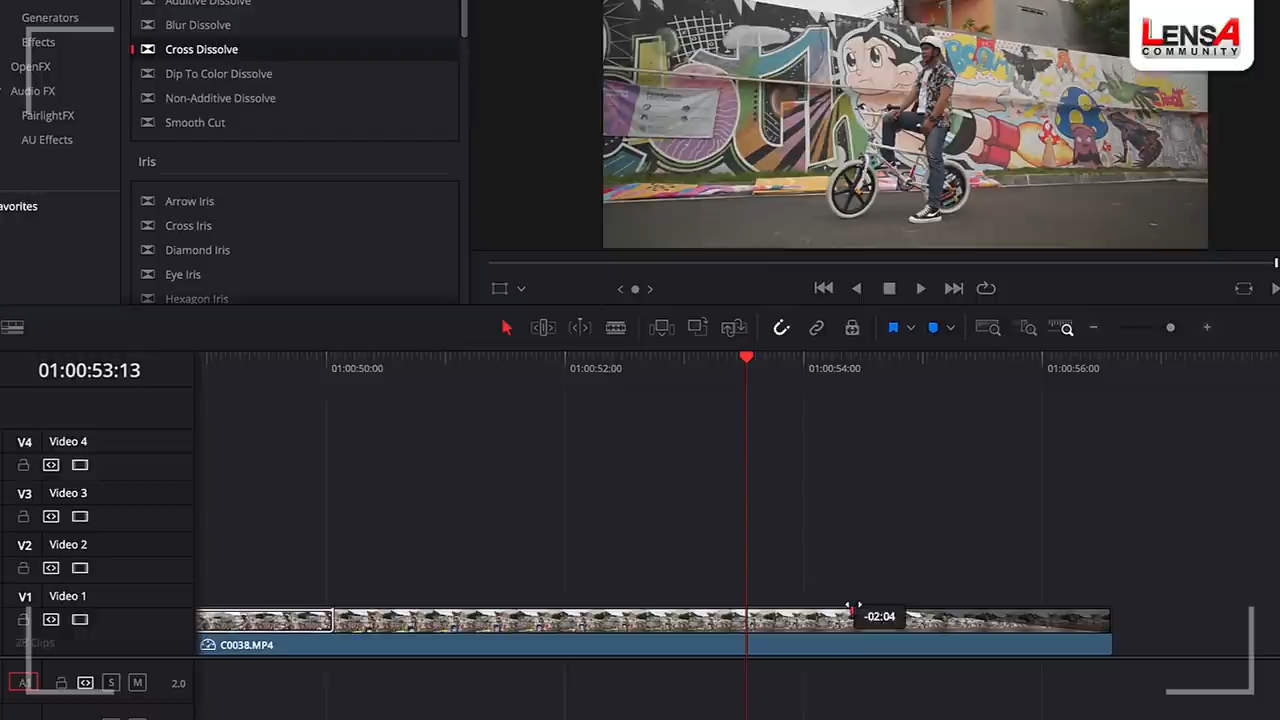 Generators
Effects
OpenFX
Audio FX
FairlightFX
AU Effects
avorites
Additive Dissolve
Blur Dissolve
Cross Dissolve
Dip To Color Dissolve
Non-Additive Dissolve
Smooth Cut
Iris
Arrow Iris
Cross Iris
Diamond Iris
Eye Iris
Hexagon Iris
LENSA
COMMUNITY
01:00:53:13
01:00:50:00
01:00:52:00
01:00:54:00
01:00:56:00
V4 Video 4
V3 Video 3
V2 Video 2
V1 Video 1
28 Clips
-02:04
C0038.MP4
A1 S M 2.0